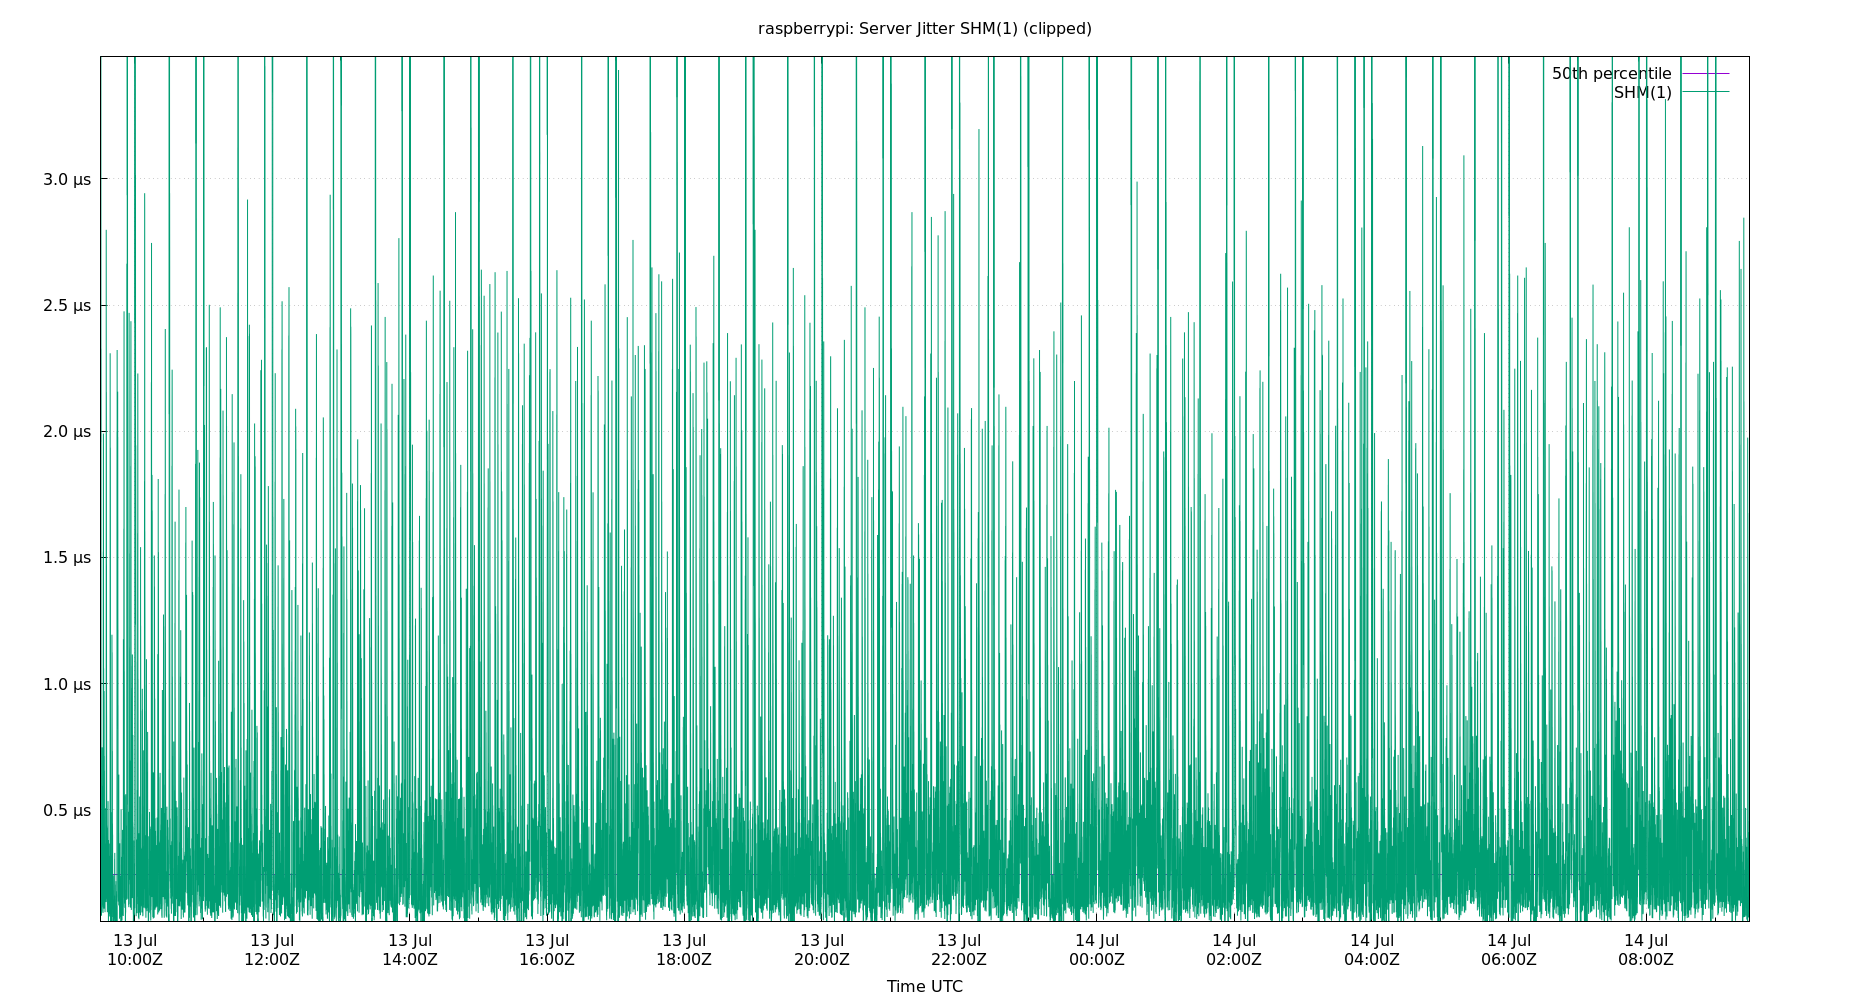 raspberrypi: Server Jitter SHM(1) (clipped)
50th percentile
SHM(1)
3.0 µs
2.5 µs
2.0 µs
1.5 µs
1.0 µs
0.5 µs
13 Jul 13 Jul 13 Jul 13 Jul 13 Jul 13 Jul 13 Jul 14 Jul 14 Jul 14 Jul 14 Jul 14 Jul
10:00Z 12:00Z 14:00Z 16:00Z 18:00Z 20:00Z 22:00Z 00:00Z 02:00Z 04:00Z 06:00Z 08:00Z
Time UTC